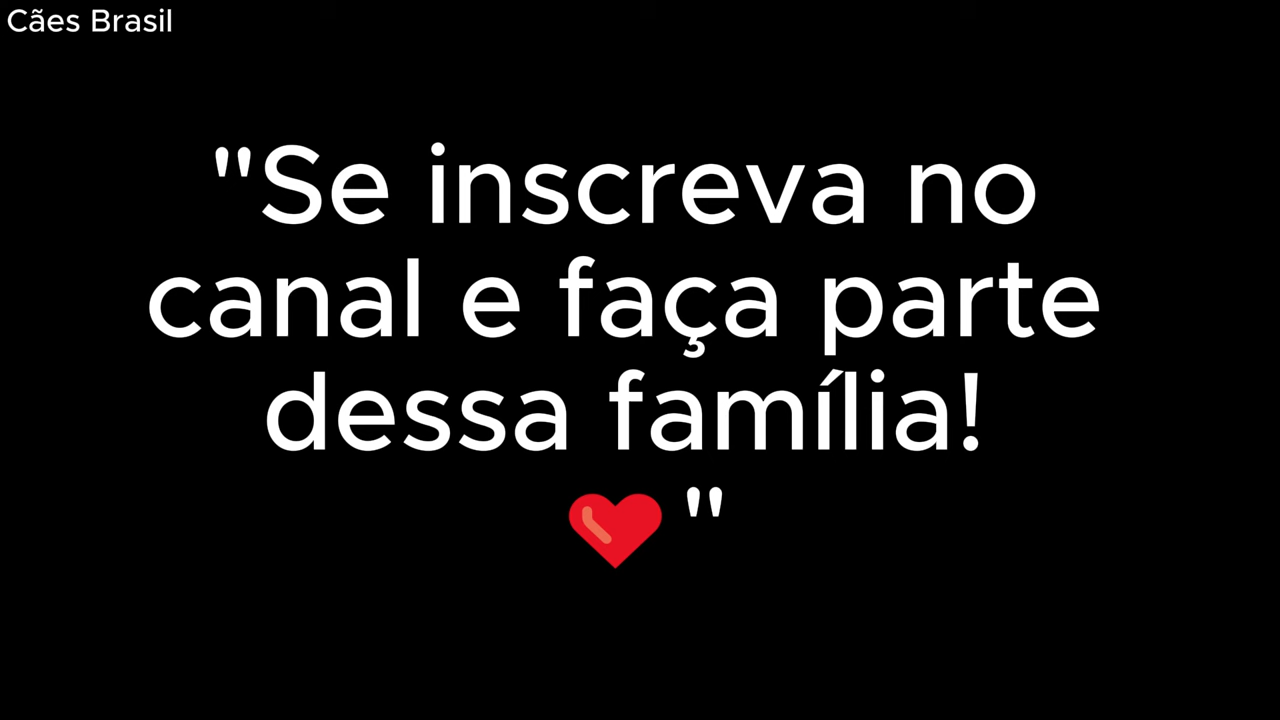 Cães Brasil
"Se inscreva no
canal e faça parte
dessa família!
❤️"